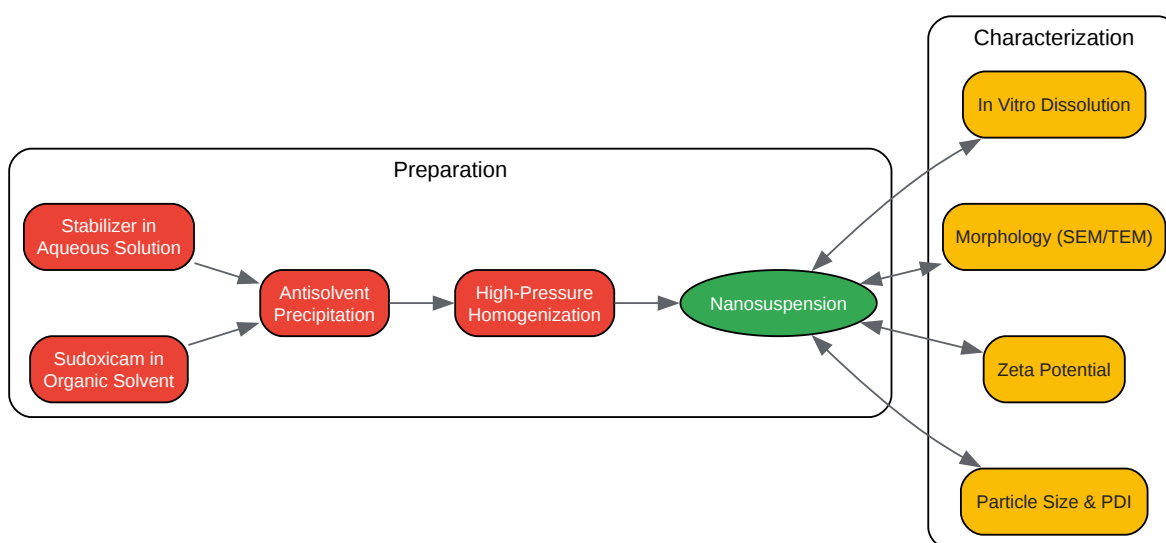 Preparation
Stabilizer in
Aqueous Solution
Sudoxicam in
Organic Solvent
Antisolvent
Precipitation
High-Pressure
Homogenization
Nanosuspension
Characterization
In Vitro Dissolution
Morphology (SEM/TEM)
Zeta Potential
Particle Size & PDI